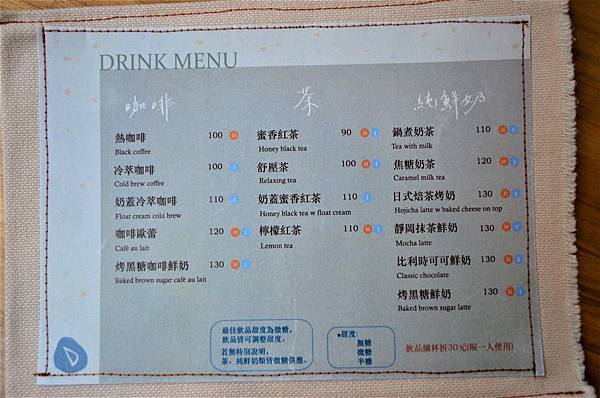 DRINK MENU
咖啡
熱咖啡 100 H
Black coffee
冷萃咖啡 100 I
Cold brew coffee
奶蓋冷萃咖啡 110 I
Float cream cold brew
咖啡歐蕾 120 H I
Café au lait
烤黑糖咖啡鮮奶 130 H I
Baked brown sugar café au lait
茶
蜜香紅茶 90 H I
Honey black tea
舒壓茶 100 H I
Relaxing tea
奶蓋蜜香紅茶 110 I
Honey black tea w float cream
檸檬紅茶 110 H I
Lemon tea
純鮮奶
鍋煮奶茶 110 H I
Tea with milk
焦糖奶茶 120 H I
Caramel milk tea
日式焙茶烤奶 130 H I
Hojicha latte w baked cheese on top
靜岡抹茶鮮奶 130 H I
Mocha latte
比利時可可鮮奶 130 H I
Classic chocolate
烤黑糖鮮奶 130 H I
Baked brown sugar latte
最佳飲品甜度為微糖，
飲品皆可調整甜度。
若無特別說明，
茶、純鮮奶類皆微糖供應。
●甜度:
無糖
微糖
半糖
飲品續杯折30元(限一人使用)